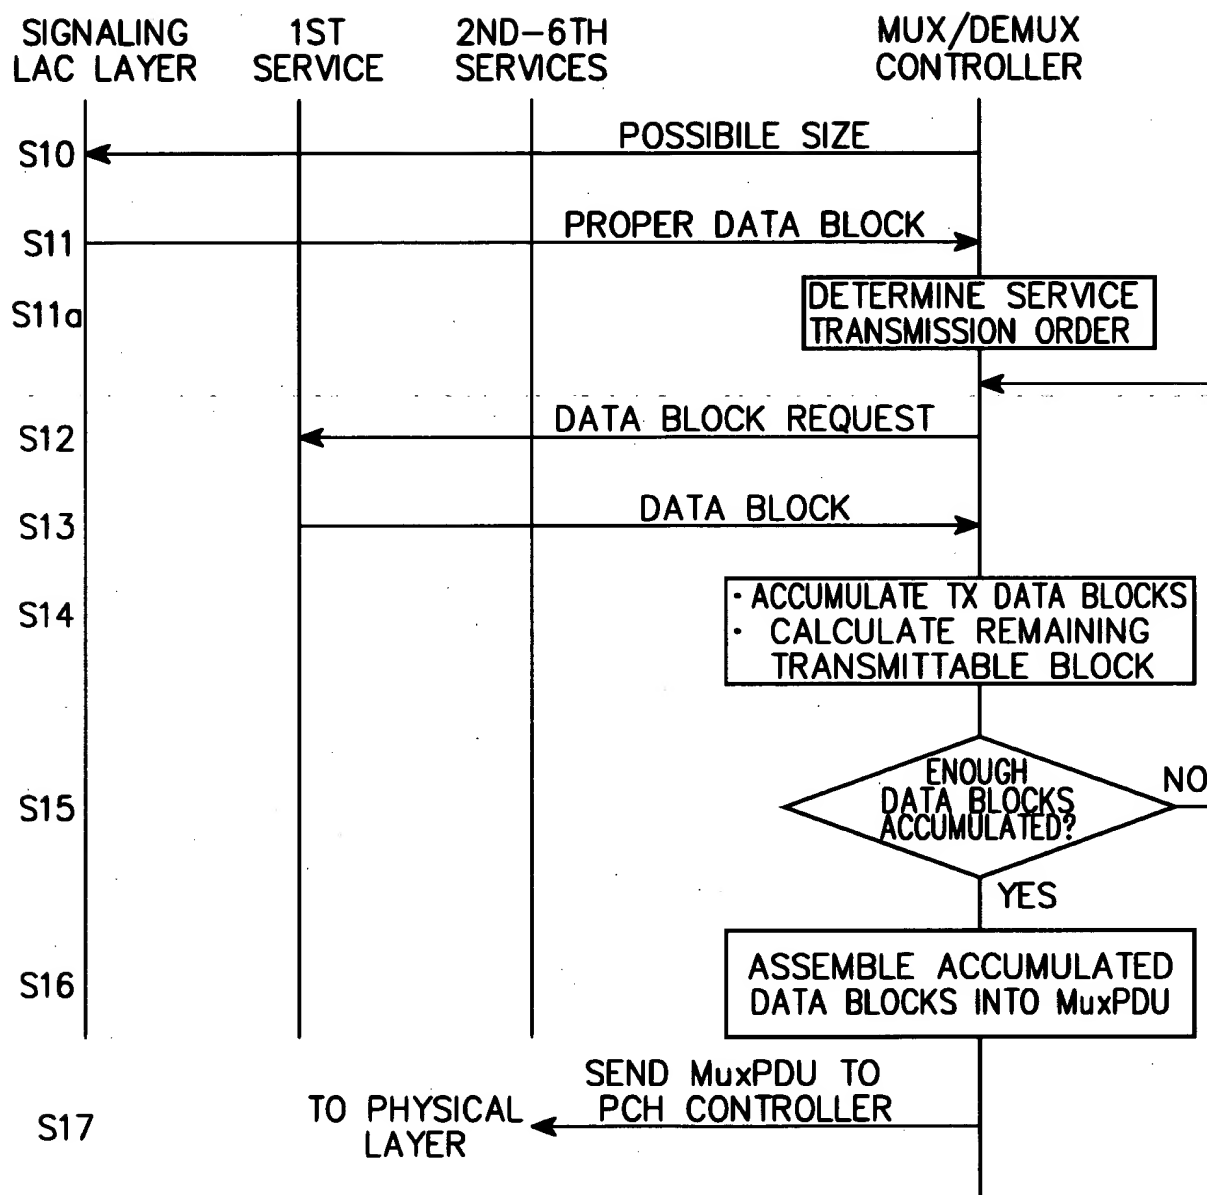 SIGNALING
LAC LAYER
1ST
SERVICE
2ND-6TH
SERVICES
MUX/DEMUX
CONTROLLER
S10
POSSIBILE SIZE
S11
PROPER DATA BLOCK
S11a
DETERMINE SERVICE
TRANSMISSION ORDER
S12
DATA BLOCK REQUEST
S13
DATA BLOCK
S14
· ACCUMULATE TX DATA BLOCKS
· CALCULATE REMAINING
TRANSMITTABLE BLOCK
S15
ENOUGH
DATA BLOCKS
ACCUMULATED?
NO
YES
S16
ASSEMBLE ACCUMULATED
DATA BLOCKS INTO MuxPDU
S17
TO PHYSICAL
LAYER
SEND MuxPDU TO
PCH CONTROLLER